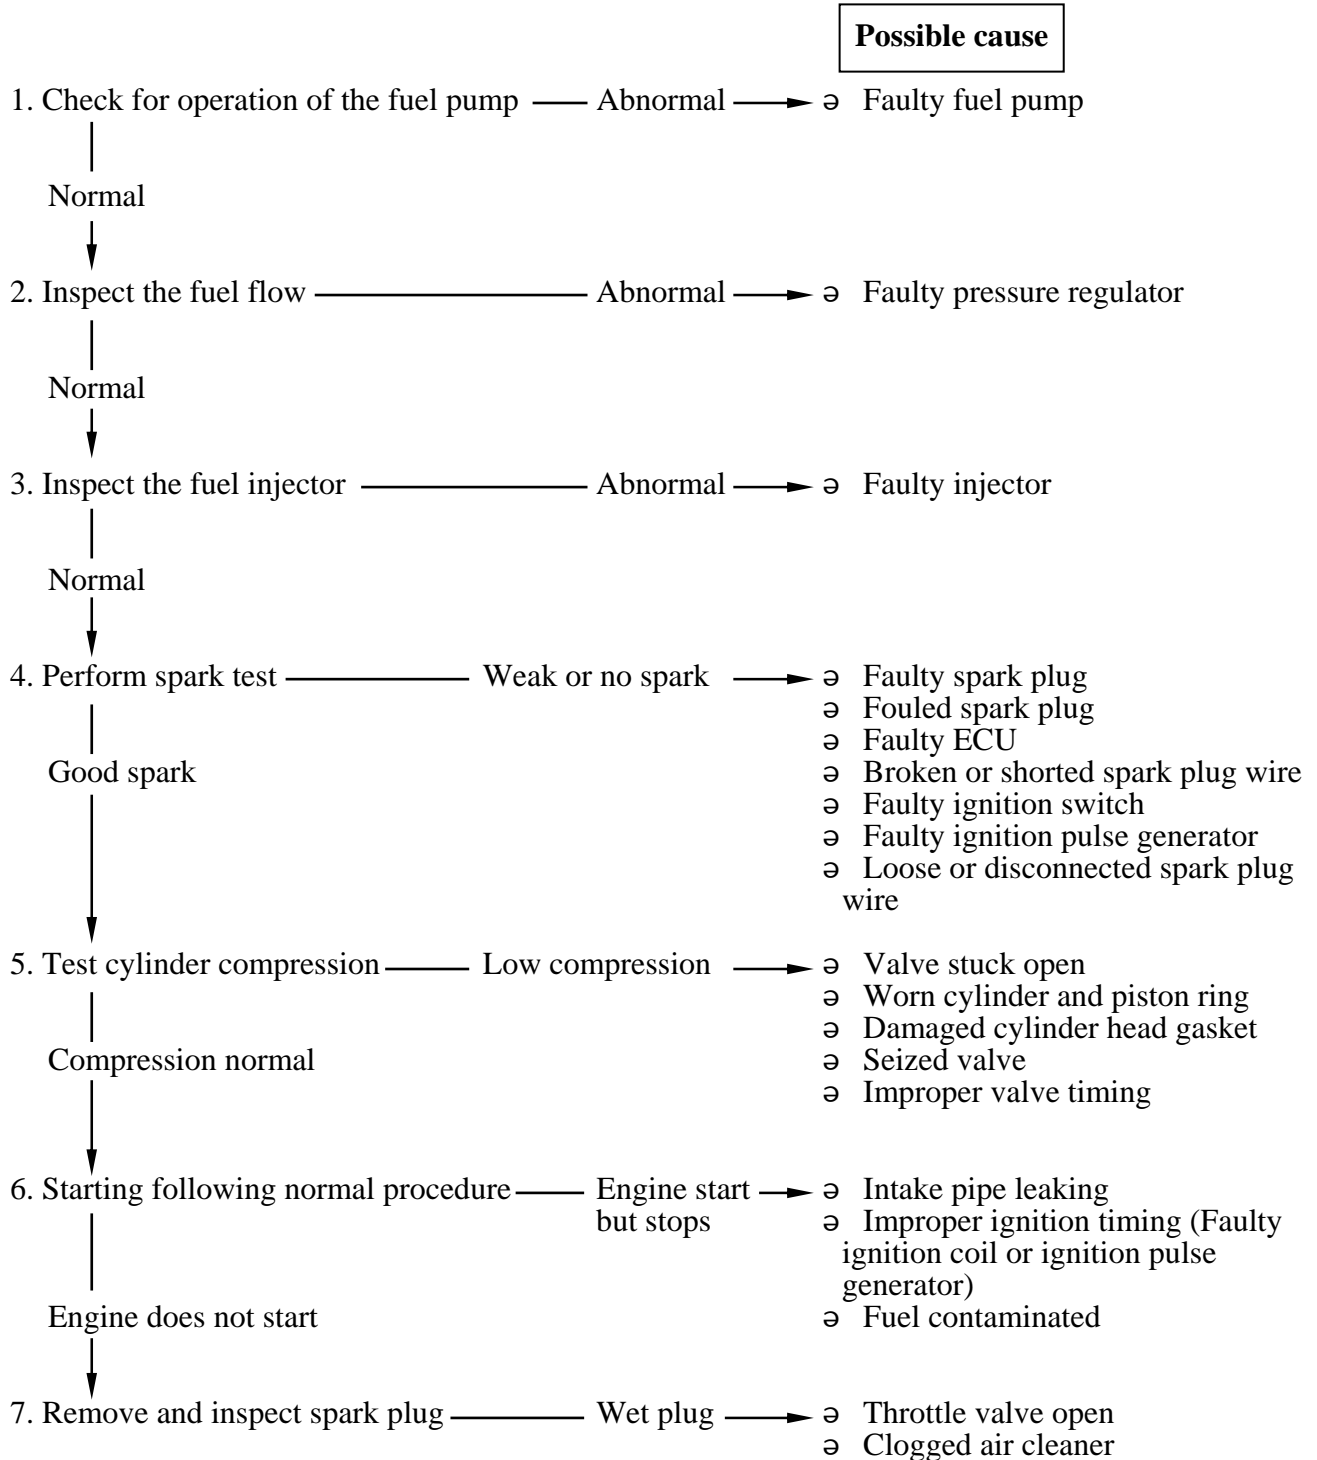 Possible cause
1. Check for operation of the fuel pump Abnormal ə Faulty fuel pump
Normal
2. Inspect the fuel flow Abnormal ə Faulty pressure regulator
Normal
3. Inspect the fuel injector Abnormal ə Faulty injector
Normal
4. Perform spark test Weak or no spark ə Faulty spark plug
ə Fouled spark plug
ə Faulty ECU
Good spark ə Broken or shorted spark plug wire
ə Faulty ignition switch
ə Faulty ignition pulse generator
ə Loose or disconnected spark plug
wire
5. Test cylinder compression Low compression ə Valve stuck open
ə Worn cylinder and piston ring
ə Damaged cylinder head gasket
Compression normal ə Seized valve
ə Improper valve timing
6. Starting following normal procedure Engine start ə Intake pipe leaking
but stops ə Improper ignition timing (Faulty
ignition coil or ignition pulse
generator)
Engine does not start ə Fuel contaminated
7. Remove and inspect spark plug Wet plug ə Throttle valve open
ə Clogged air cleaner